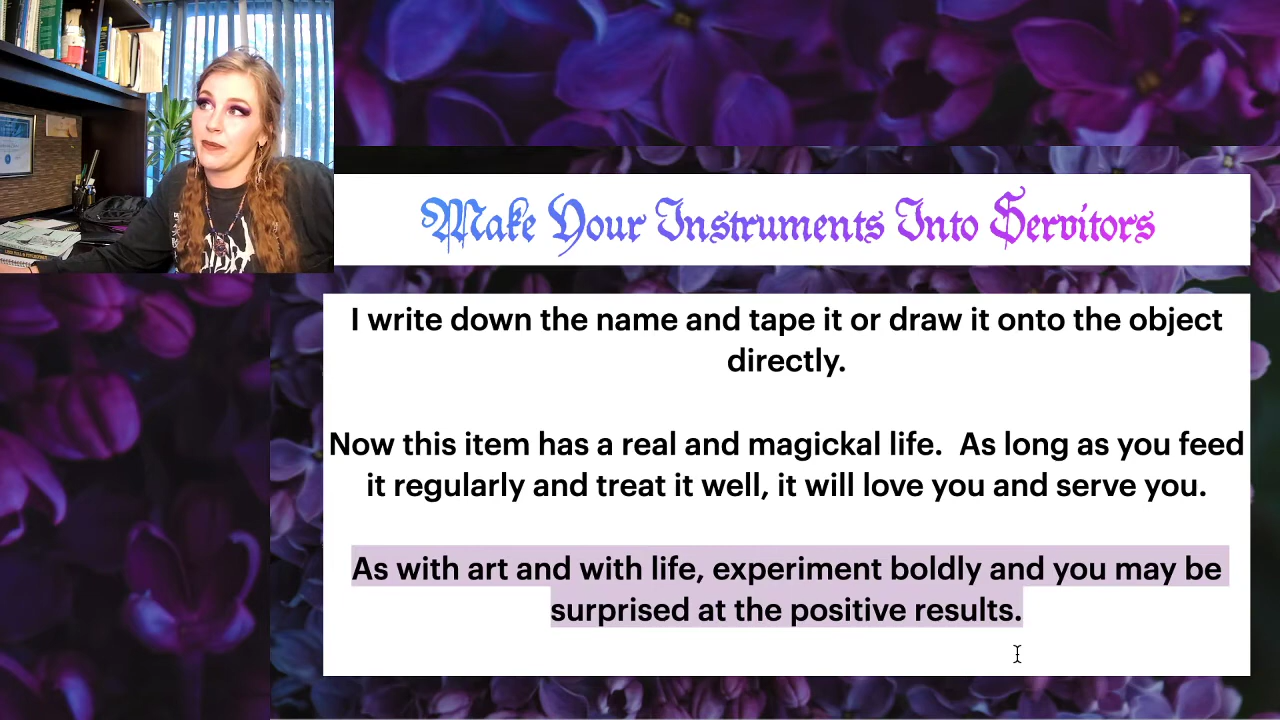 Make Your Instruments Into Servitors
I write down the name and tape it or draw it onto the object
directly.
Now this item has a real and magickal life.  As long as you feed
it regularly and treat it well, it will love you and serve you.
As with art and with life, experiment boldly and you may be
surprised at the positive results.